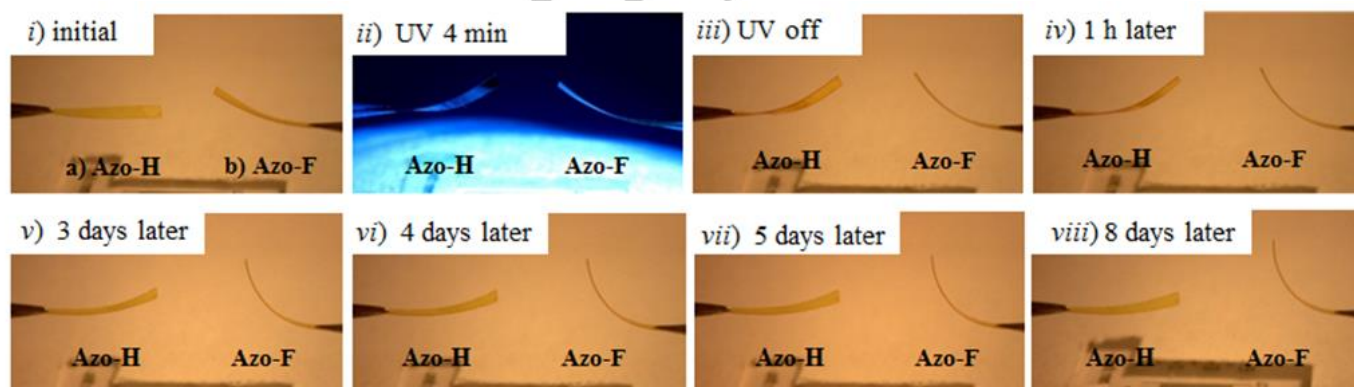 i) initial
ii) UV 4 min
iii) UV off
iv) 1 h later
a) Azo-H
b) Azo-F
Azo-H
Azo-F
Azo-H
Azo-F
Azo-H
Azo-F
v) 3 days later
vi) 4 days later
vii) 5 days later
viii) 8 days later
Azo-H
Azo-F
Azo-H
Azo-F
Azo-H
Azo-F
Azo-H
Azo-F